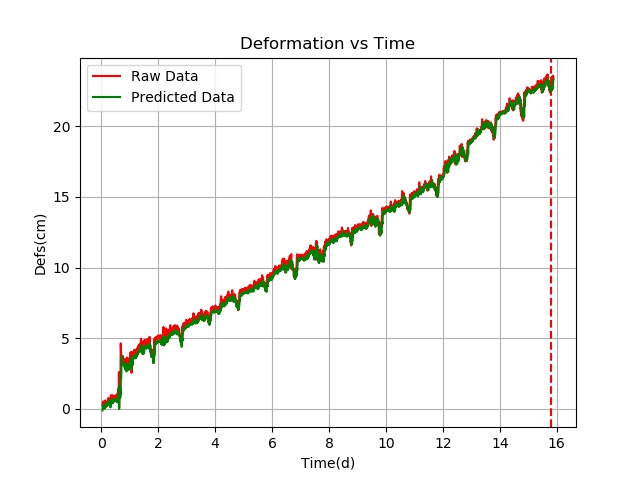 Deformation vs Time
Raw Data
Predicted Data
20
15
10
5
0
Defs(cm)
0 2 4 6 8 10 12 14 16
Time(d)